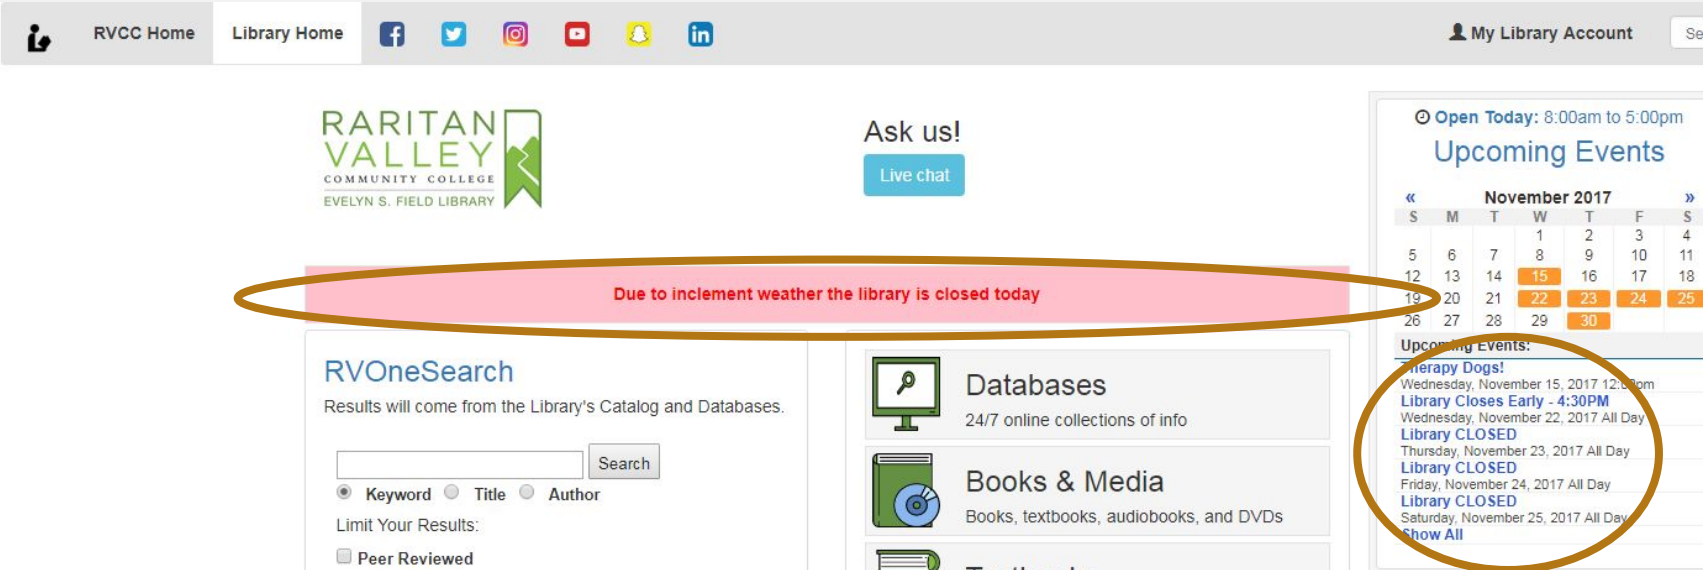 RVCC Home
Library Home
My Library Account
RARITAN
VALLEY
COMMUNITY COLLEGE
EVELYN S. FIELD LIBRARY
Ask us!
Live chat
Due to inclement weather the library is closed today
RVOneSearch
Results will come from the Library's Catalog and Databases.
Search
Keyword Title Author
Limit Your Results:
Peer Reviewed
Databases
24/7 online collections of info
Books & Media
Books, textbooks, audiobooks, and DVDs
Open Today: 8:00am to 5:00pm
Upcoming Events
« November 2017 »
S M T W T F S
1 2 3 4
5 6 7 8 9 10 11
12 13 14 15 16 17 18
19 20 21 22 23 24 25
26 27 28 29 30
Upcoming Events:
Therapy Dogs!
Wednesday, November 15, 2017
Library Closes Early - 4:30PM
Wednesday, November 22, 2017 All Day
Library CLOSED
Thursday, November 23, 2017 All Day
Library CLOSED
Friday, November 24, 2017 All Day
Library CLOSED
Saturday, November 25, 2017 All Day
Show All